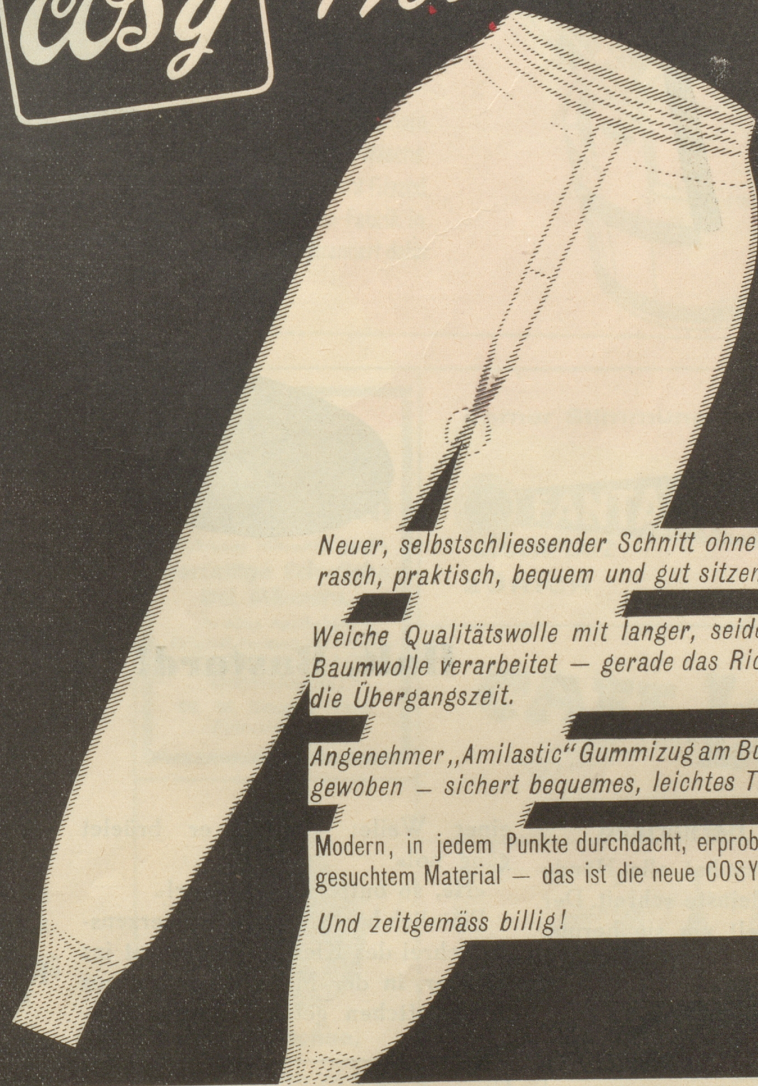 cosy
Neuer, selbstschliessender Schnitt ohne
rasch, praktisch, bequem und gut
Weiche Qualitätswolle mit langer,
Baumwolle verarbeitet — gerade das
die Übergangszeit.
Angenehmer „Amilastic“ Gummizug am
gewoben — sichert bequemes, leichtes
Modern, in jedem Punkte durchdacht,
gesuchtem Material — das ist die neue COSY
Und zeitgemäss billig!